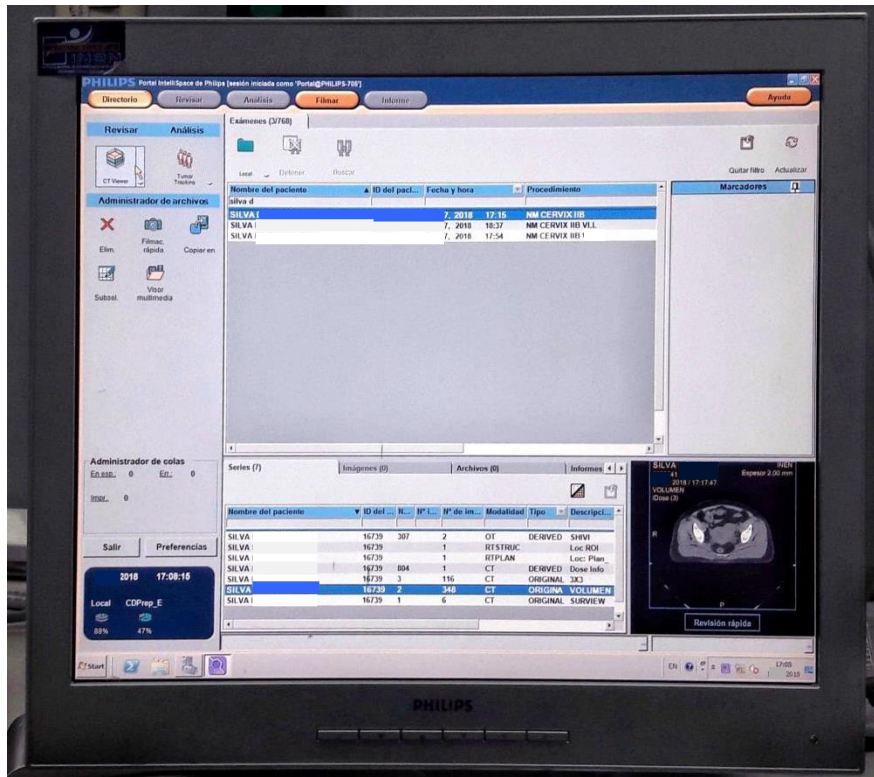 INEN
PHILIPS Portal IntelliSpace de Philips [sesión iniciada como 'Portal@PHILIPS-705']
Directorio Revisar Análisis Filmar Informe Ayuda
Revisar Análisis
CT Viewer Tumor Tracking
Administrador de archivos
Elim. Filmac. rápida Copiar en
Subsel. Visor multimedia
Exámenes (3/768)
Local Detener Buscar Quitar filtro Actualizar
Nombre del paciente ID del paci... Fecha y hora Procedimiento Marcadores
silva d
SILVA 7, 2018 17:15 NM CERVIX IIB
SILVA 7, 2018 18:37 NM CERVIX IIB VLL
SILVA 7, 2018 17:54 NM CERVIX IIB
Administrador de colas
En esp.: 0 Err.: 0
Impr. 0
Salir Preferencias
2018 17:08:15
Local CDPrep_E
88% 47%
Series (7) Imágenes (0) Archivos (0) Informes
Nombre del paciente ID del ... N... Nº I... Nº de im... Modalidad Tipo Descripci...
SILVA 16739 307 2 OT DERIVED SHIVI
SILVA 16739 1 RTSTRUC Loc ROI
SILVA 16739 1 RTPLAN Loc: Plan_
SILVA 16739 804 1 CT DERIVED Dose Info
SILVA 16739 3 116 CT ORIGINAL 3X3
SILVA 16739 2 348 CT ORIGINA VOLUMEN
SILVA 16739 1 6 CT ORIGINAL SURVIEW
SILVA INEN
41 Espesor 2,00 mm
2018 / 17:17:47
VOLUMEN
iDose (3)
R
P
Revisión rápida
Start EN 17:08
2018
PHILIPS